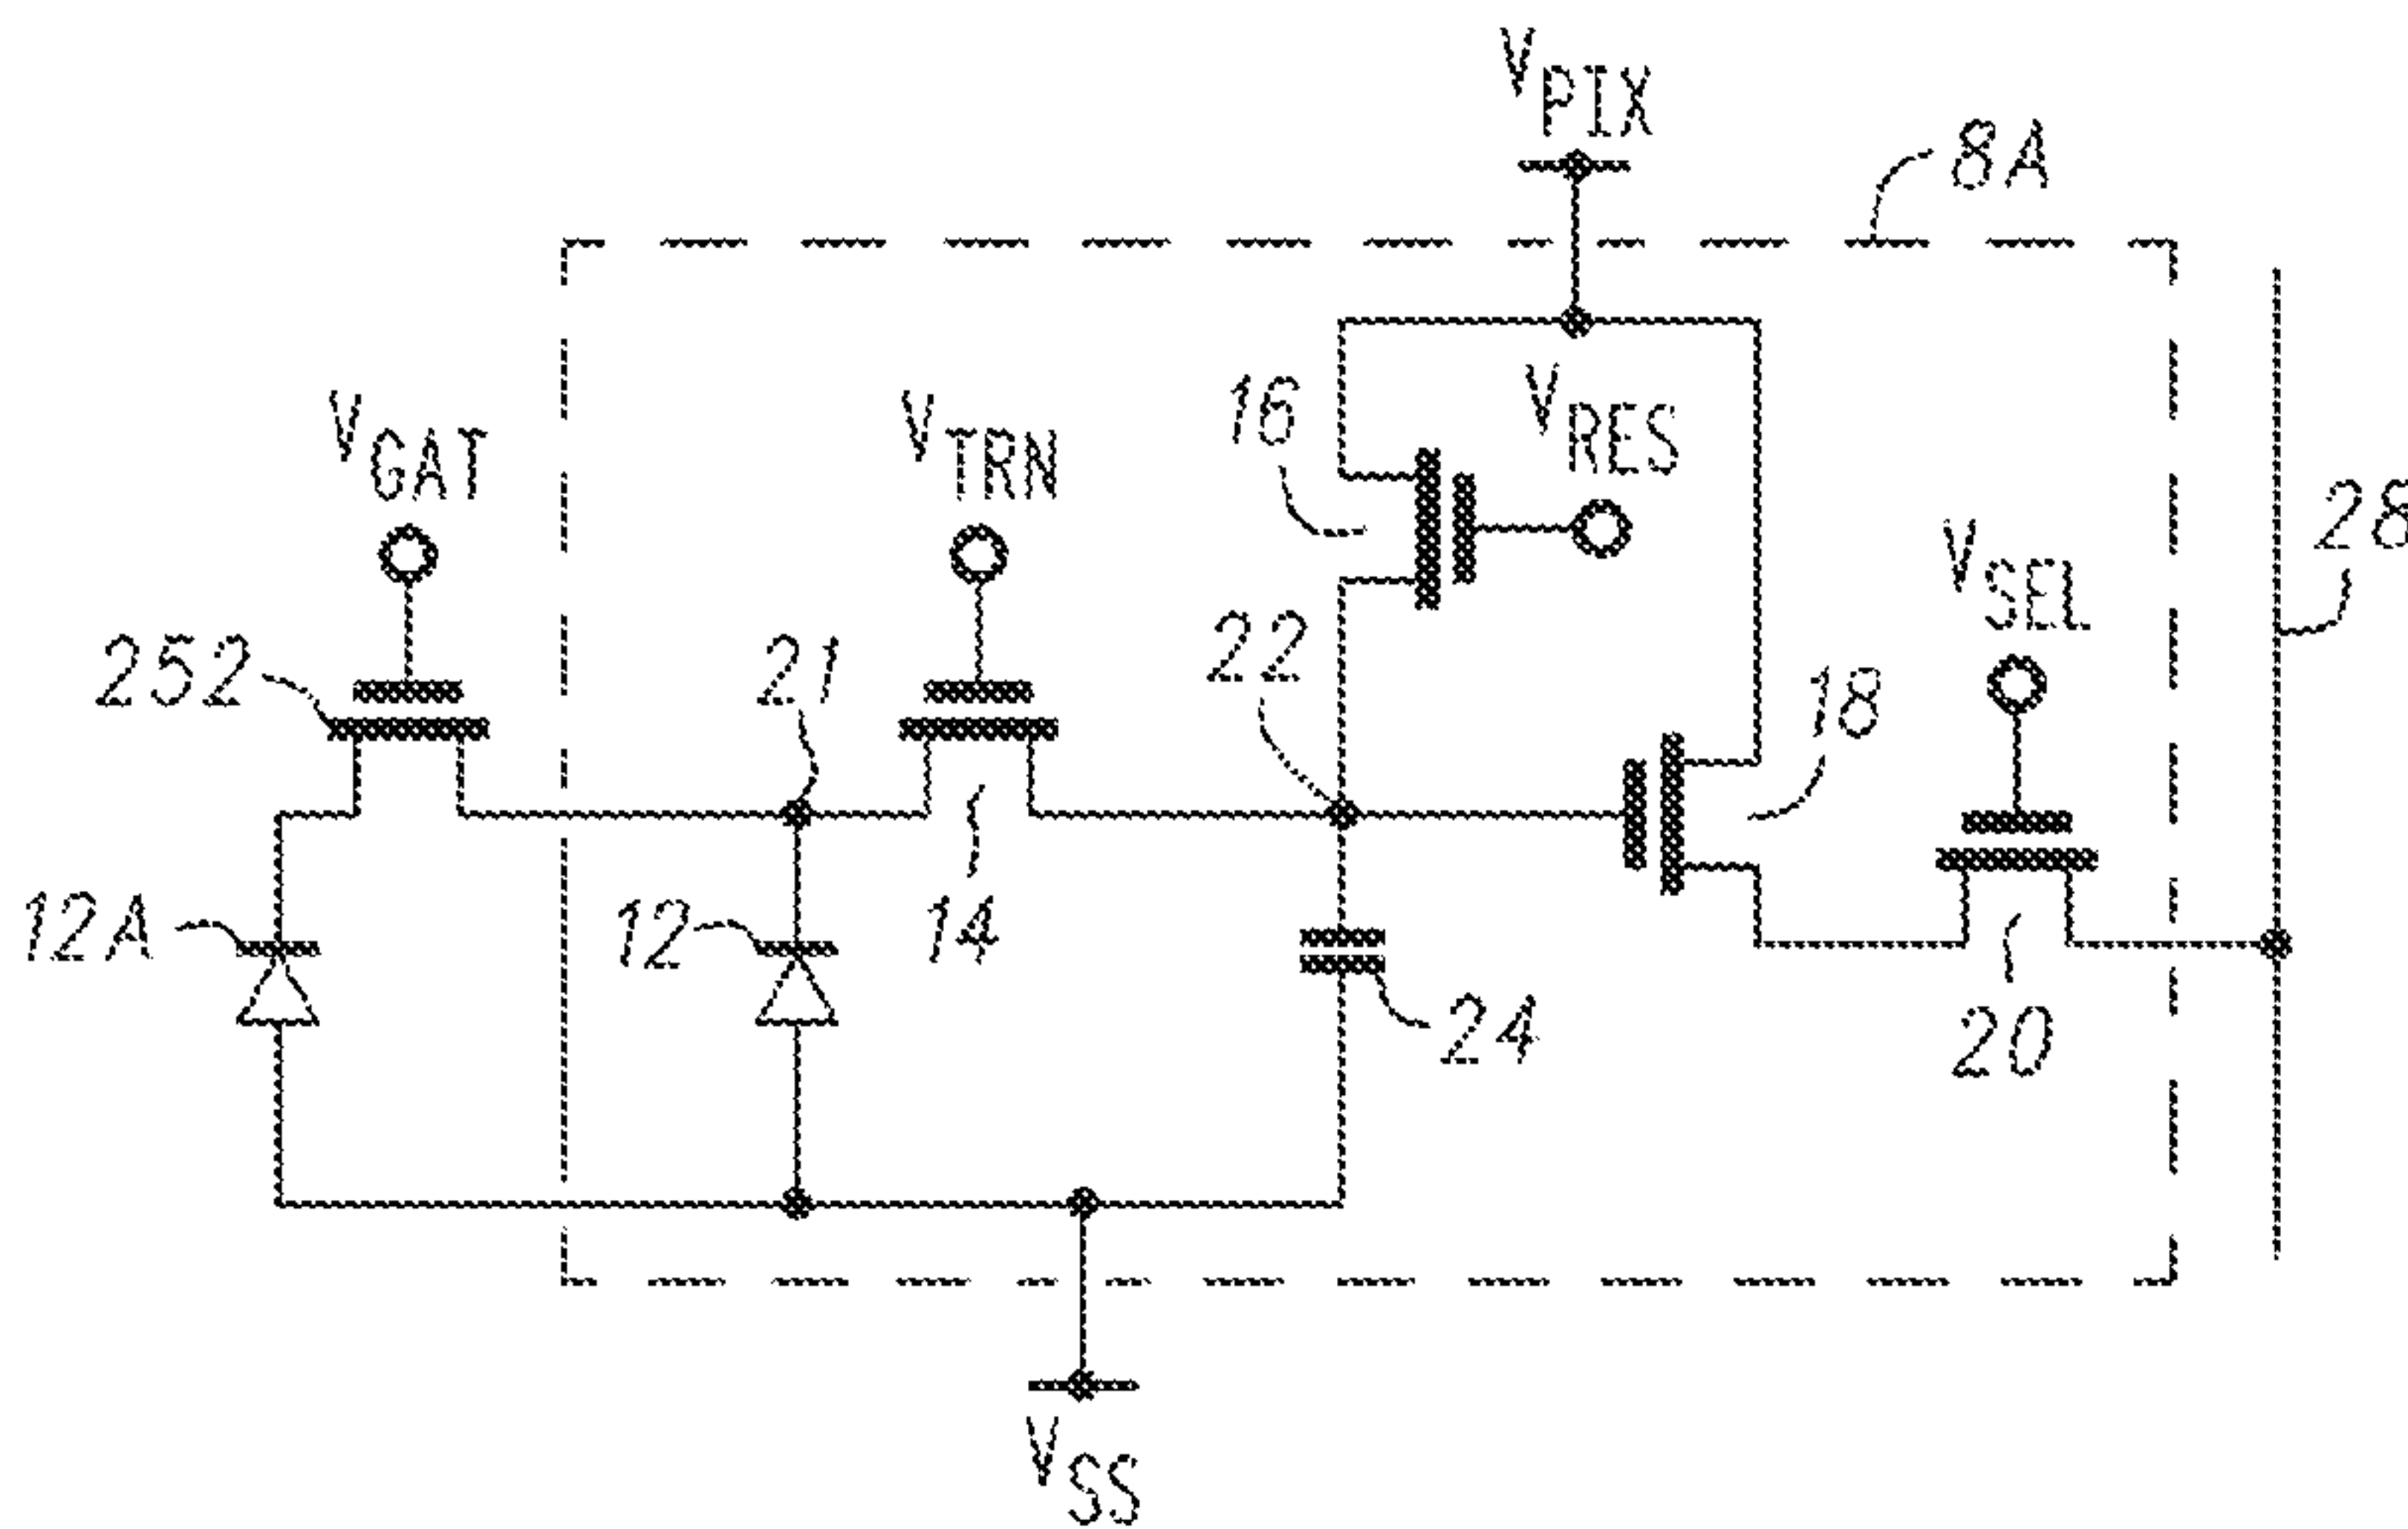 VPIX
8A
VGAT
VTRN
16
VRES
28
VSEL
252
21
22
18
12A
12
14
24
20
VSS